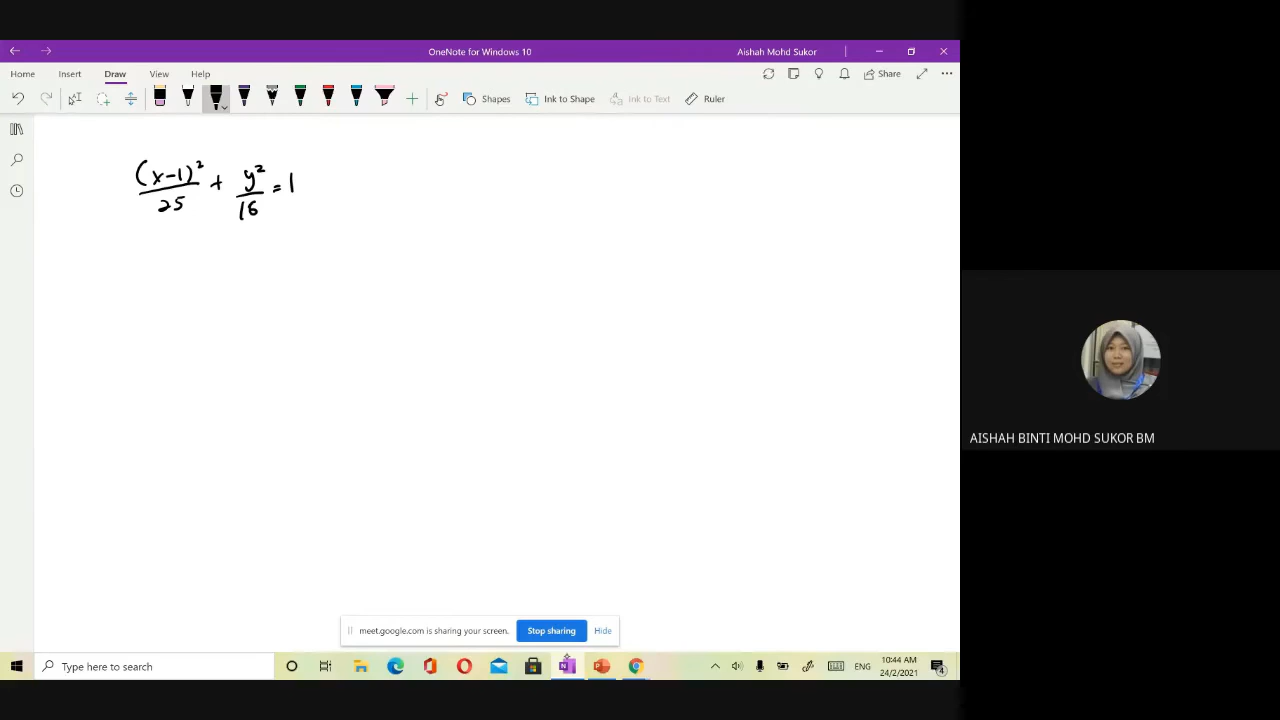 OneNote for Windows 10
Aishah Mohd Sukor
Home Insert Draw View Help
Share
Shapes Ink to Shape Ink to Text Ruler
(x-1)² / 25 + y² / 16 = 1
AISHAH BINTI MOHD SUKOR BM
meet.google.com is sharing your screen. Stop sharing Hide
Type here to search
ENG
10:44 AM
24/2/2021
4